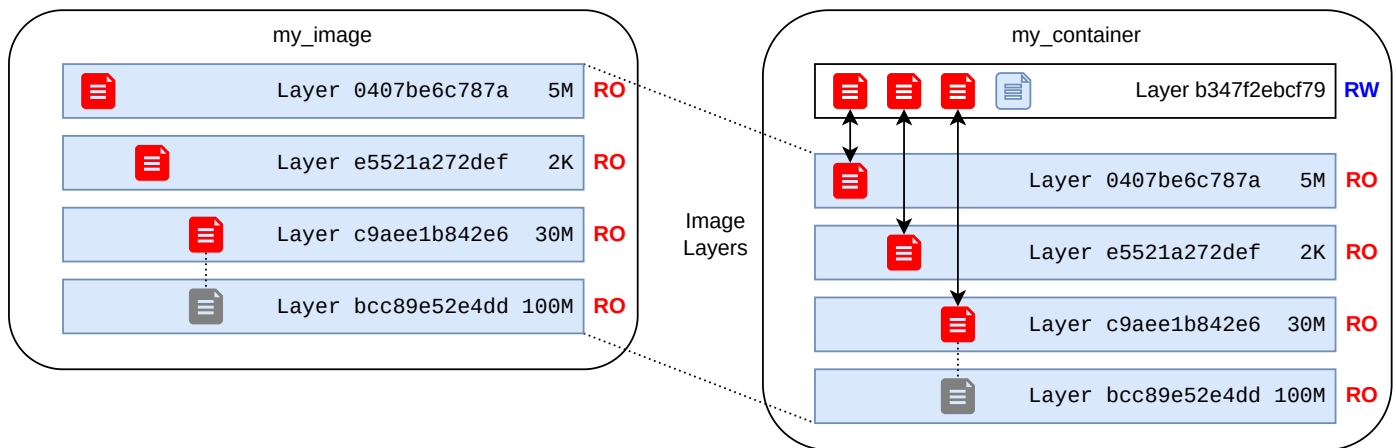 my_image
Layer 0407be6c787a 5M RO
Layer e5521a272def 2K RO
Layer c9aee1b842e6 30M RO
Layer bcc89e52e4dd 100M RO
Image
Layers
my_container
Layer b347f2ebcf79 RW
Layer 0407be6c787a 5M RO
Layer e5521a272def 2K RO
Layer c9aee1b842e6 30M RO
Layer bcc89e52e4dd 100M RO